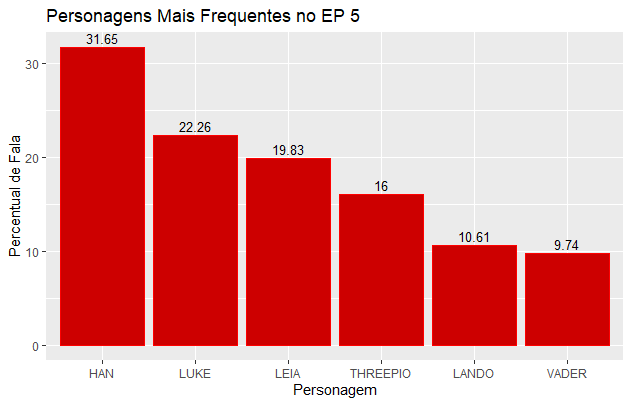 Personagens Mais Frequentes no EP 5
31.65
22.26
19.83
16
10.61
9.74
30
20
10
0
Percentual de Fala
HAN LUKE LEIA THREEPIO LANDO VADER
Personagem